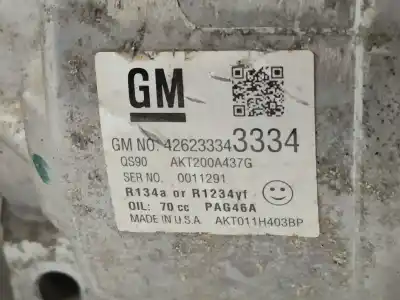 GM
GM NO. 42623334 3334
QS90 AKT200A437G
SER NO. 0011291
R134a or R1234yf
OIL: 70 cc PAG46A
MADE IN U.S.A. AKT011H403BP